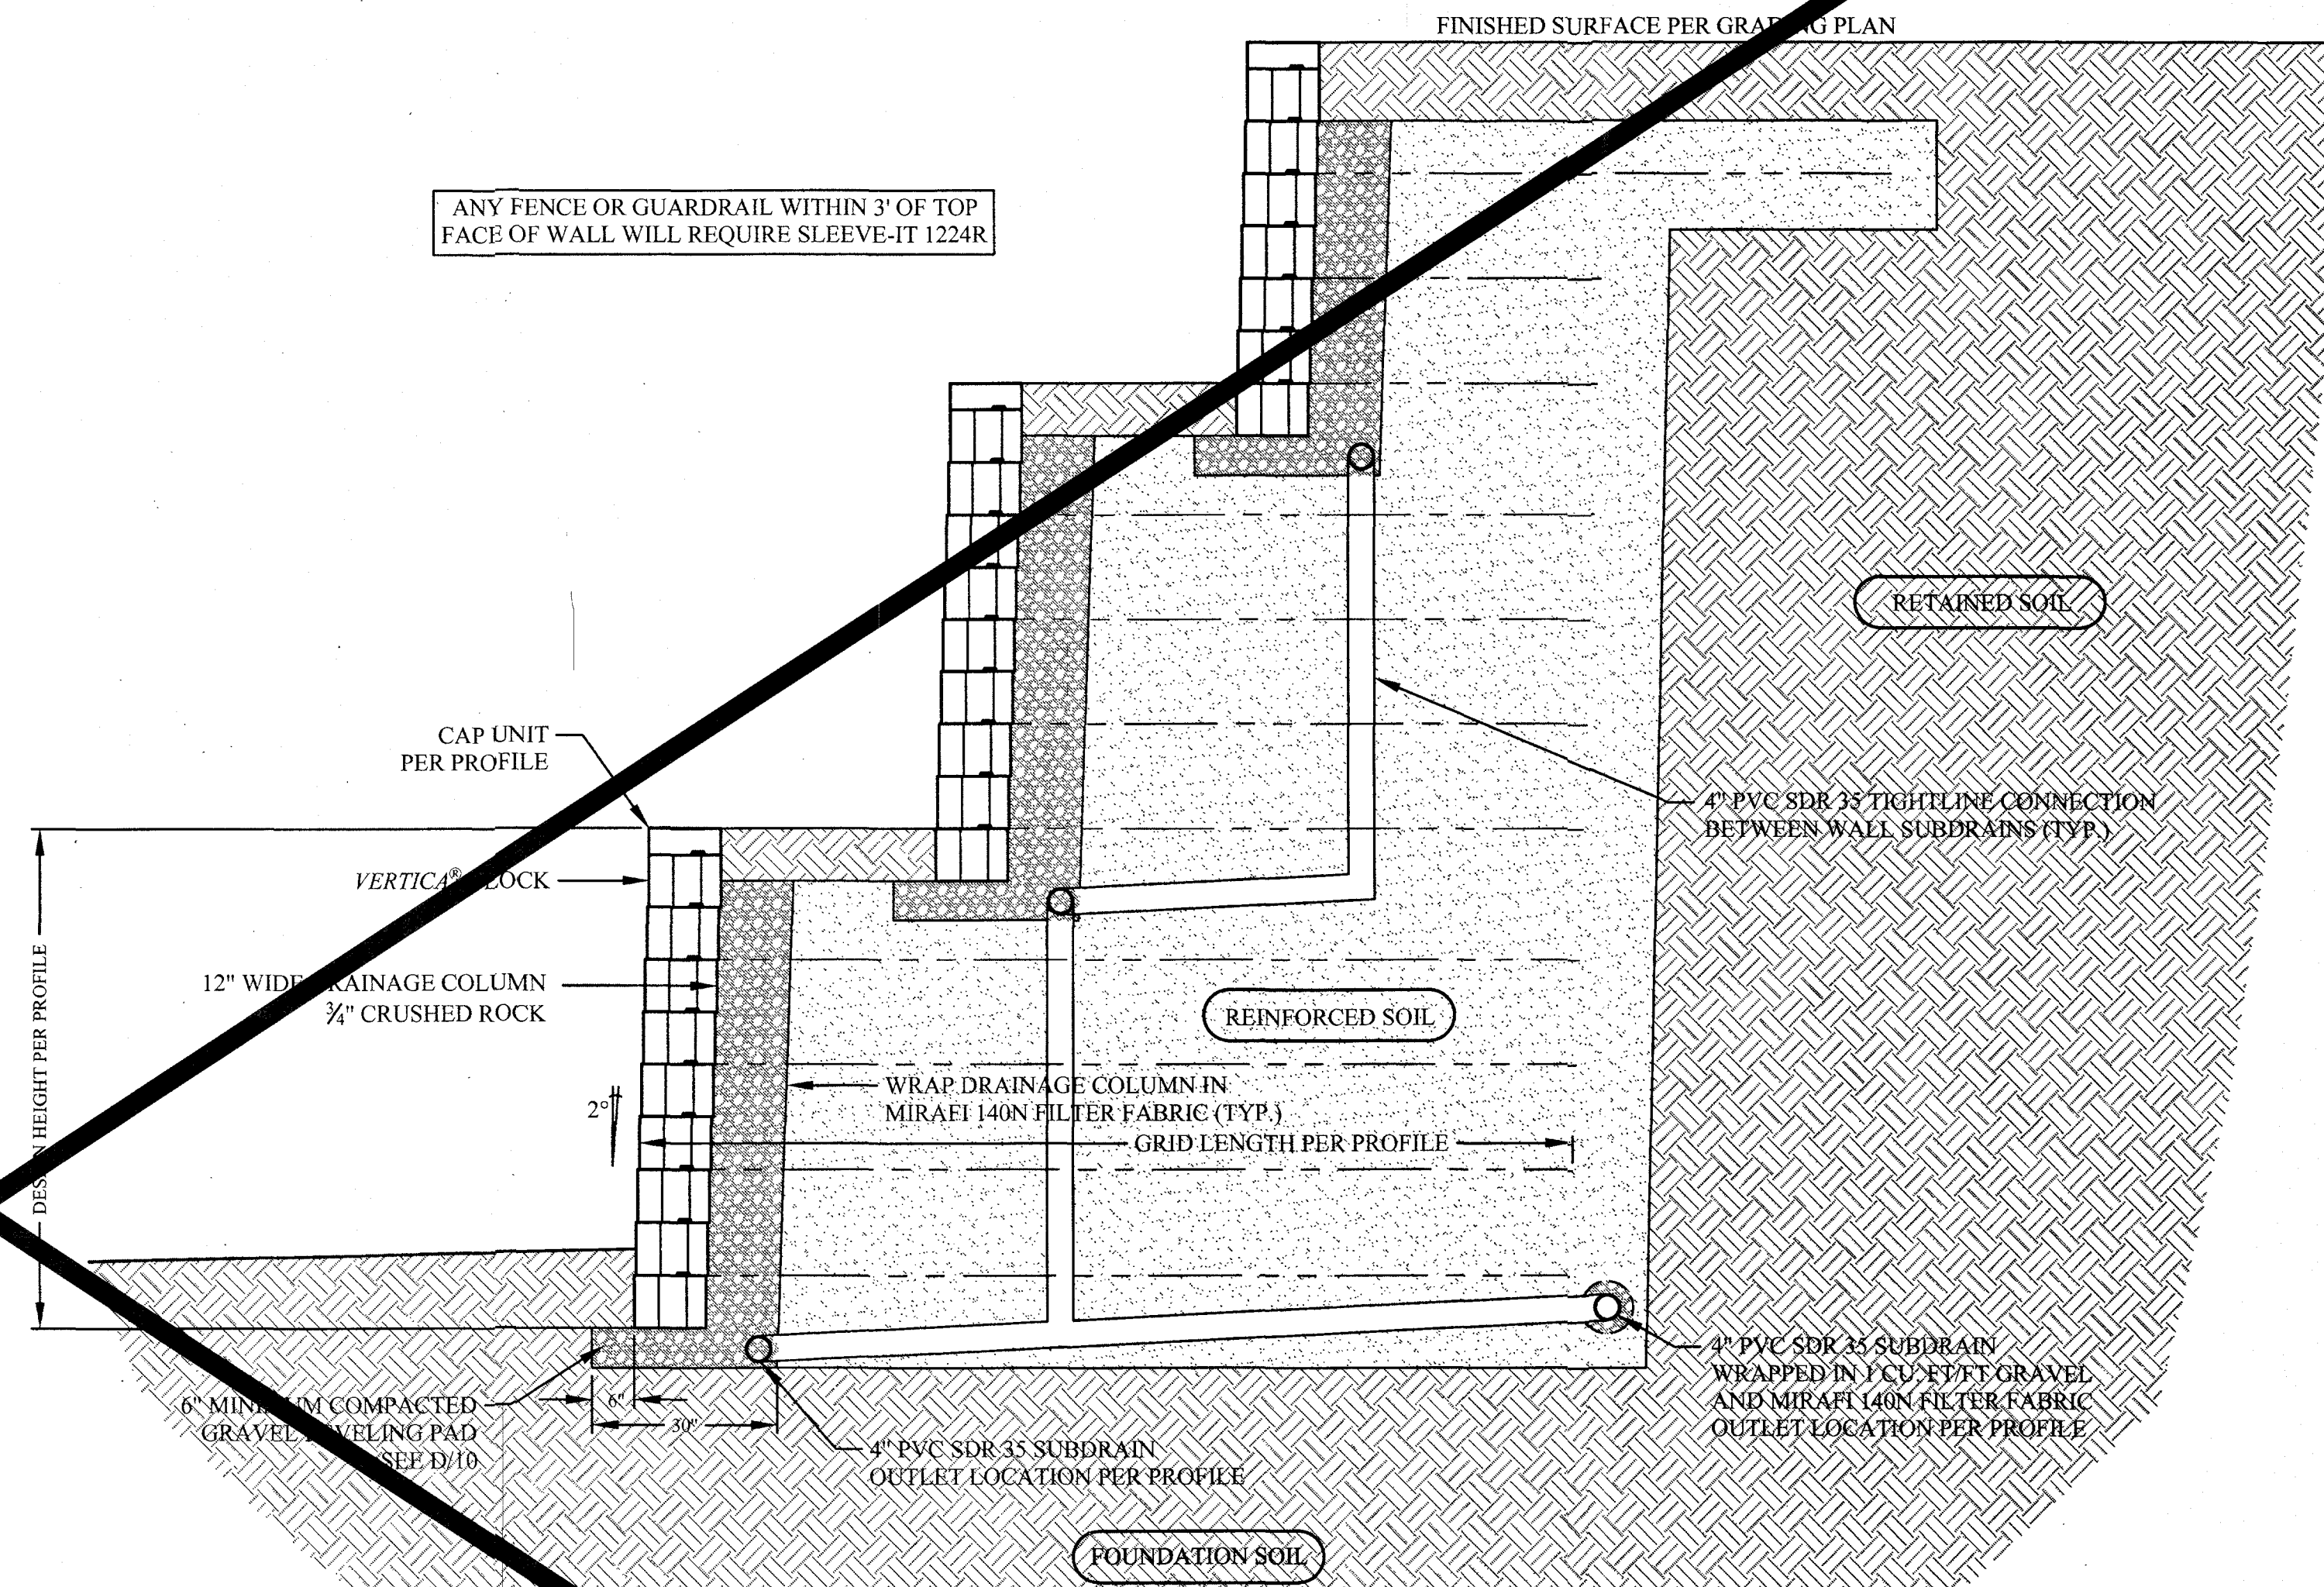 FINISHED SURFACE PER PLAN
ANY FENCE OR GUARDRAIL WITHIN 3' OF TOP
FACE OF WALL WILL REQUIRE SLEEVE-IT 1224R
RETAINED SOIL
CAP UNIT
PER PROFILE
4" PVC SDR 35 TIGHTLINE CONNECTION
BETWEEN WALL SUBDRAINS (TYP.)
VERTICA®
12" WIDE
¾" CRUSHED ROCK
COLUMN
REINFORCED SOIL
WRAP DRAINAGE COLUMN IN
MIRAFI 140N FILTER FABRIC (TYP.)
2°
GRID LENGTH PER PROFILE
HEIGHT PER PROFILE
6" COMPACTED
GRAVEL PAD
SEE D/10
6"
30"
4" PVC SDR 35 SUBDRAIN
OUTLET LOCATION PER PROFILE
4" PVC SDR 35 SUBDRAIN
WRAPPED IN 1 CU. FT/FT GRAVEL
AND MIRAFI 140N FILTER FABRIC
OUTLET LOCATION PER PROFILE
FOUNDATION SOIL